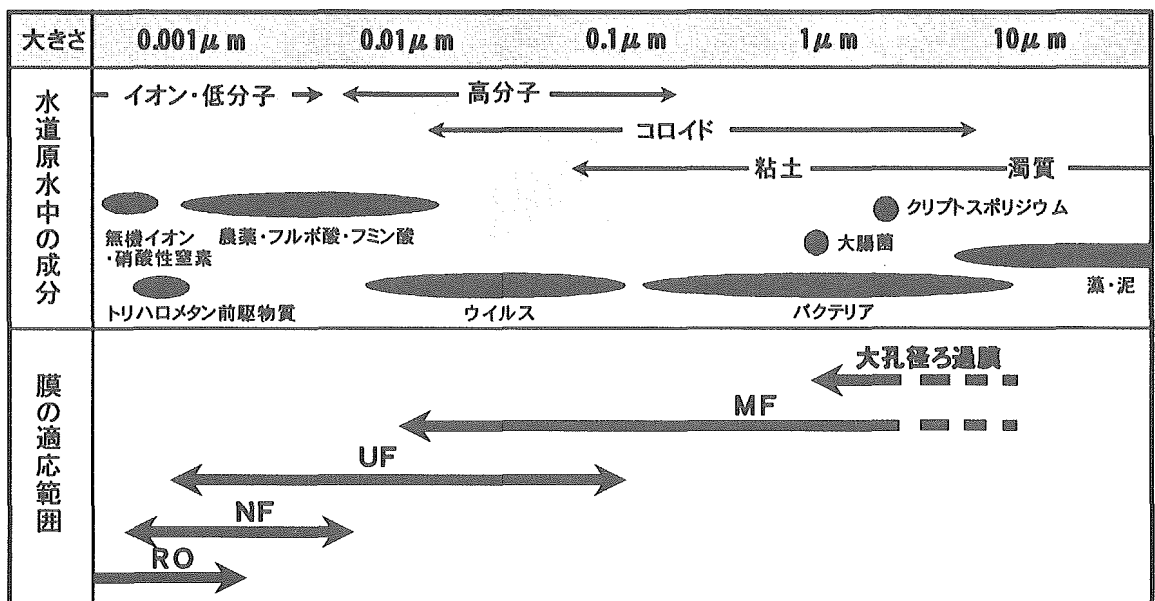 大きさ 0.001μm 0.01μm 0.1μm 1μm 10μm
水道原水中の成分
イオン・低分子
高分子
コロイド
粘土
濁質
クリプトスポリジウム
無機イオン
・硝酸性窒素
農薬・フルボ酸・フミン酸
大腸菌
藻・泥
トリハロメタン前駆物質
ウイルス
バクテリア
膜の適応範囲
大孔径ろ過膜
MF
UF
NF
RO